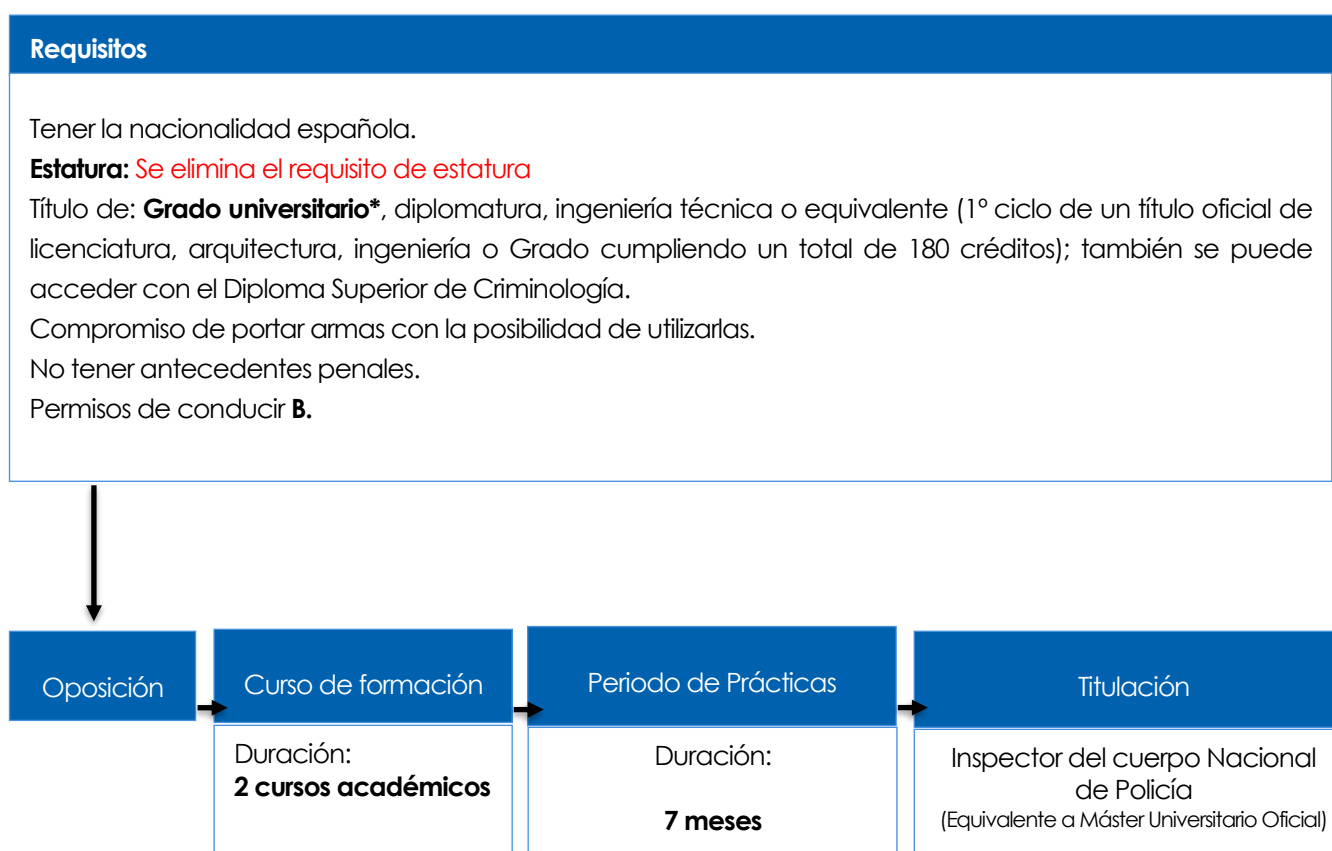 Requisitos
Tener la nacionalidad española.
Estatura: Se elimina el requisito de estatura
Título de: Grado universitario*, diplomatura, ingeniería técnica o equivalente (1º ciclo de un título oficial de
licenciatura, arquitectura, ingeniería o Grado cumpliendo un total de 180 créditos); también se puede
acceder con el Diploma Superior de Criminología.
Compromiso de portar armas con la posibilidad de utilizarlas.
No tener antecedentes penales.
Permisos de conducir B.
Oposición
Curso de formación
Duración:
2 cursos académicos
Periodo de Prácticas
Duración:
7 meses
Titulación
Inspector del cuerpo Nacional
de Policía
(Equivalente a Máster Universitario Oficial)